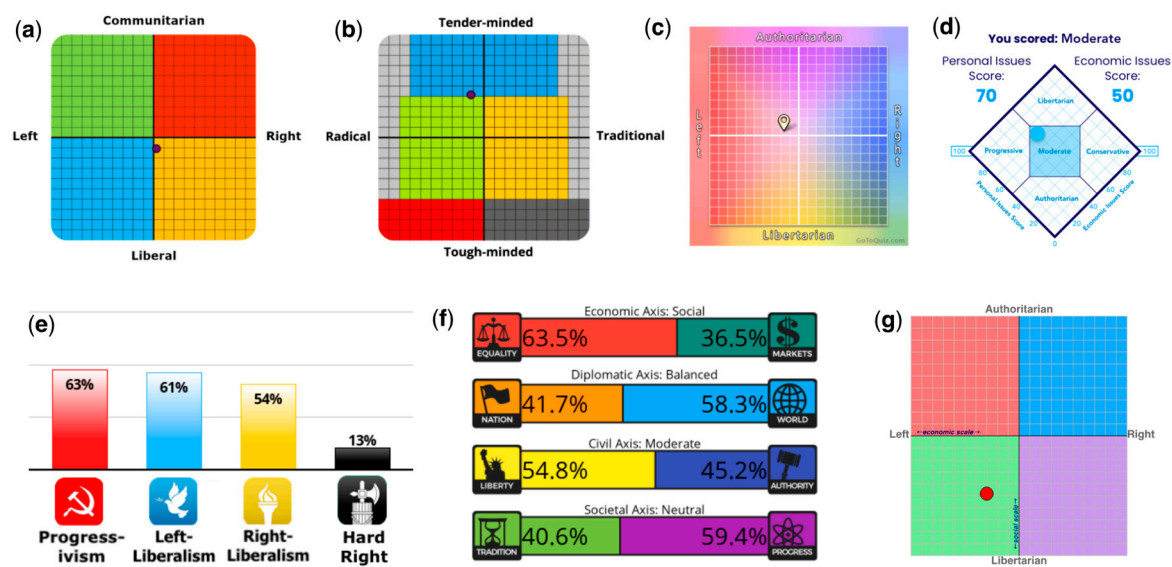 (a)
Communitarian
Left
Right
Liberal
(b)
Tender-minded
Radical
Traditional
Tough-minded
(c)
Authoritarian
Left
Right
Libertarian
GoToQuiz.com
(d)
You scored: Moderate
Personal Issues
Score:
70
Economic Issues
Score:
50
Libertarian
Progressive
Moderate
Conservative
Authoritarian
100
100
80
80
60
60
40
40
20
20
0
Personal Issues Score
Economic Issues Score
(e)
63%
61%
54%
13%
Progress-
ivism
Left-
Liberalism
Right-
Liberalism
Hard
Right
(f)
Economic Axis: Social
EQUALITY
63.5%
36.5%
$
MARKETS
Diplomatic Axis: Balanced
NATION
41.7%
58.3%
WORLD
Civil Axis: Moderate
LIBERTY
54.8%
45.2%
AUTHORITY
Societal Axis: Neutral
TRADITION
40.6%
59.4%
PROGRESS
(g)
Authoritarian
Left
←economic scale→
Right
←social scale→
Libertarian